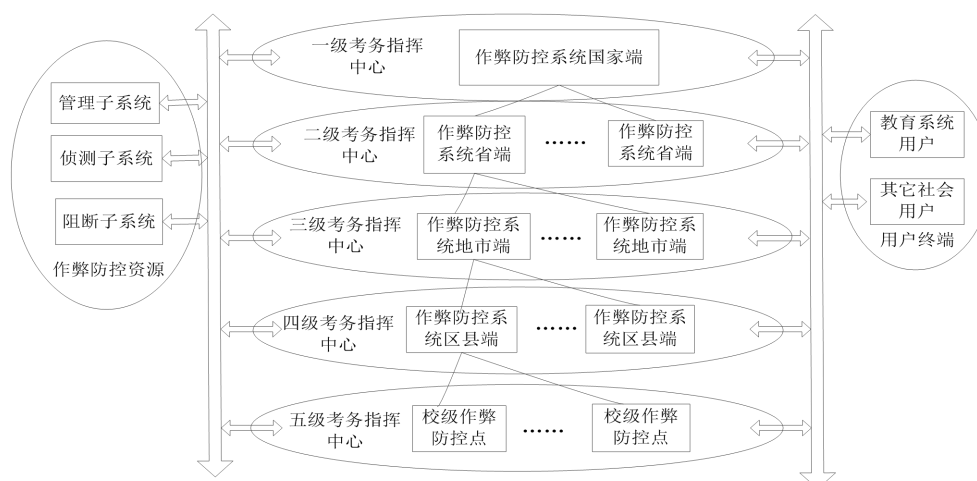 管理子系统
侦测子系统
阻断子系统
作弊防控资源
一级考务指挥
中心
作弊防控系统国家端
二级考务指挥
中心
作弊防控
系统省端
……
作弊防控
系统省端
三级考务指挥
中心
作弊防控系
统地市端
……
作弊防控系
统地市端
四级考务指挥
中心
作弊防控系
统区县端
……
作弊防控系
统区县端
五级考务指挥
中心
校级作弊
防控点
……
校级作弊
防控点
教育系统
用户
其它社会
用户
用户终端